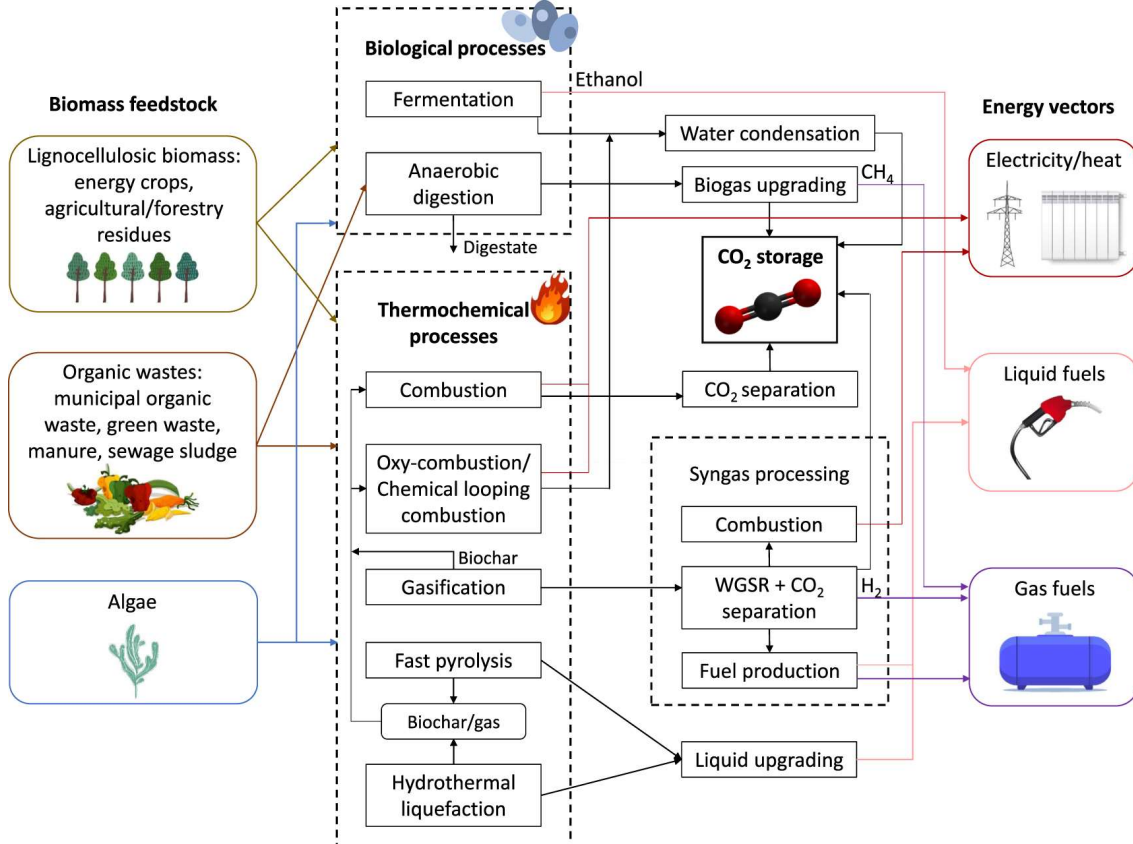 Biomass feedstock
Lignocellulosic biomass:
energy crops,
agricultural/forestry
residues
Organic wastes:
municipal organic
waste, green waste,
manure, sewage sludge
Algae
Biological processes
Fermentation
Anaerobic
digestion
Digestate
Thermochemical
processes
Combustion
Oxy-combustion/
Chemical looping
combustion
Biochar
Gasification
Fast pyrolysis
Biochar/gas
Hydrothermal
liquefaction
Ethanol
Water condensation
Biogas upgrading
CH₄
CO₂ storage
CO₂ separation
Syngas processing
Combustion
WGSR + CO₂
separation
H₂
Fuel production
Liquid upgrading
Energy vectors
Electricity/heat
Liquid fuels
Gas fuels